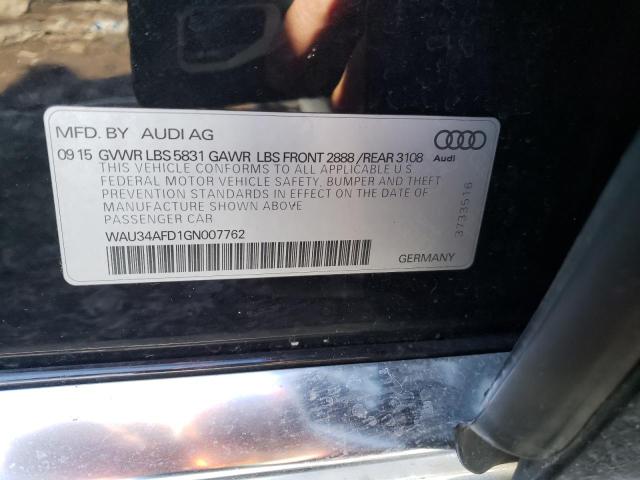 MFD. BY AUDI AG
09 15 GVWR LBS 5831 GAWR LBS FRONT 2888 / REAR 3108
Audi
THIS VEHICLE CONFORMS TO ALL APPLICABLE U S
FEDERAL MOTOR VEHICLE SAFETY, BUMPER AND THEFT
PREVENTION STANDARDS IN EFFECT ON THE DATE OF
MANUFACTURE SHOWN ABOVE
PASSENGER CAR
WAU34AFD1GN007762
GERMANY
3733516